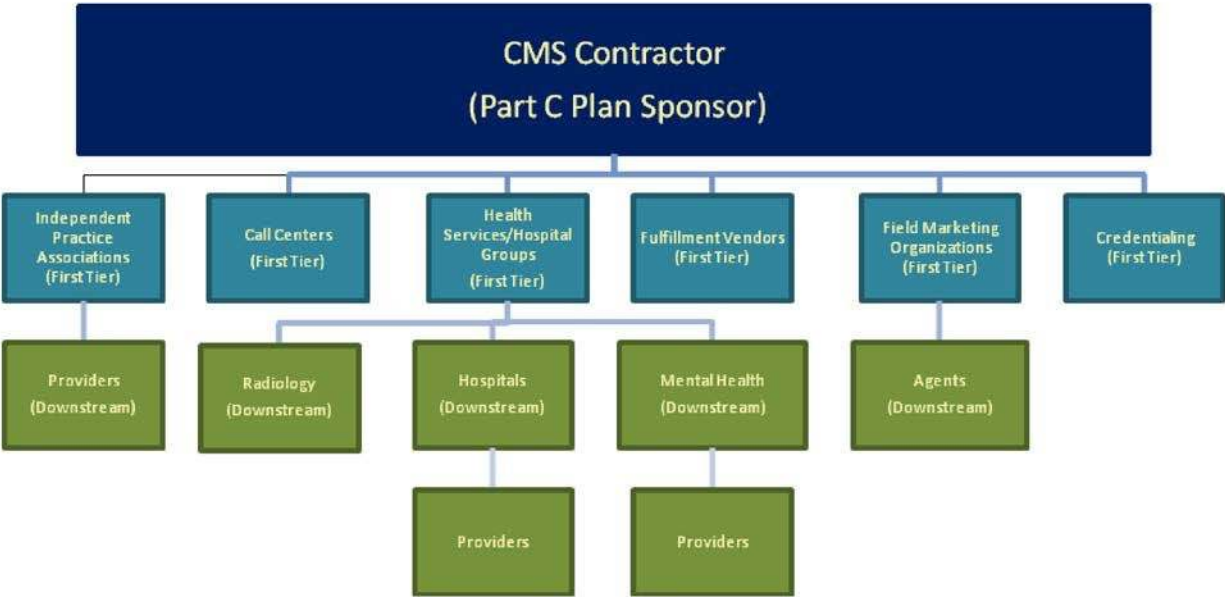 CMS Contractor
(Part C Plan Sponsor)
Independent
Practice
Associations
(First Tier)
Call Centers
(First Tier)
Health
Services/Hospital
Groups
(First Tier)
Fulfillment Vendors
(First Tier)
Field Marketing
Organizations
(First Tier)
Credentialing
(First Tier)
Providers
(Downstream)
Radiology
(Downstream)
Hospitals
(Downstream)
Mental Health
(Downstream)
Agents
(Downstream)
Providers
Providers